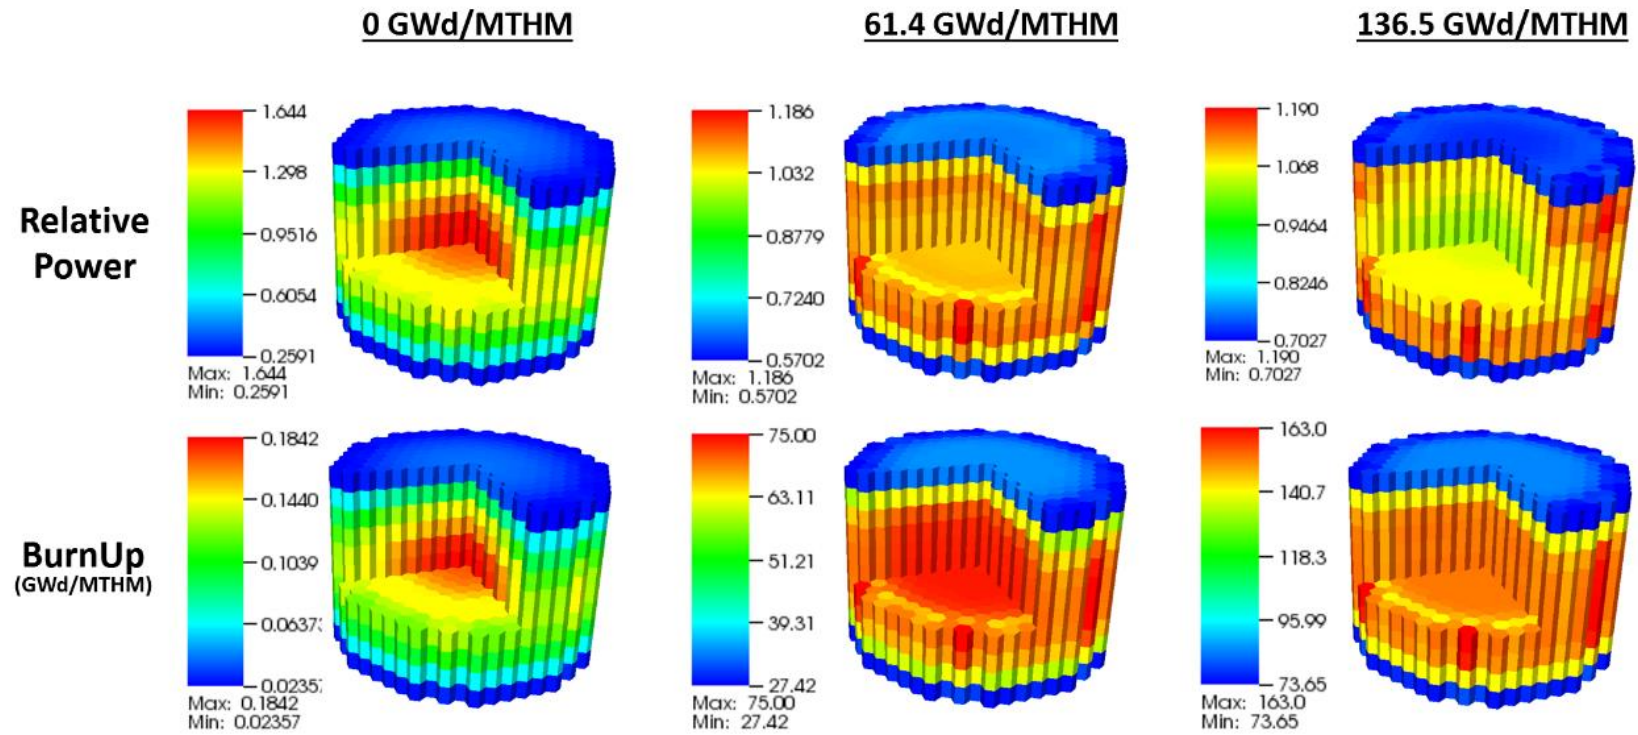 0 GWd/MTHM
61.4 GWd/MTHM
136.5 GWd/MTHM
Relative
Power
1.644
1.298
0.9516
0.6054
0.2591
Max: 1.644
Min: 0.2591
1.186
1.032
0.8779
0.7240
0.5702
Max: 1.186
Min: 0.5702
1.190
1.068
0.9464
0.8246
0.7027
Max: 1.190
Min: 0.7027
BurnUp
(GWd/MTHM)
0.1842
0.1440
0.1039
0.0637
0.0235
Max: 0.1842
Min: 0.02357
75.00
63.11
51.21
39.31
27.42
Max: 75.00
Min: 27.42
163.0
140.7
118.3
95.99
73.65
Max: 163.0
Min: 73.65